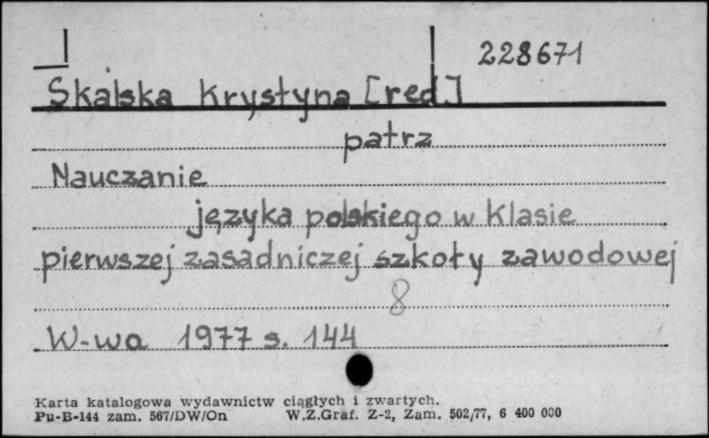 228671
Skalska Krystyna [red.]
patrz
Nauczanie
języka polskiego w Klasie
pierwszej zasadniczej szkoły zawodowej
8
W-wa 1977 s. 144
Karta katalogowa wydawnictw ciągłych i zwartych.
Pu-B-144 zam. 567/DW/On W.Z.Graf. Z-2, Zam. 502/77, 6 400 000